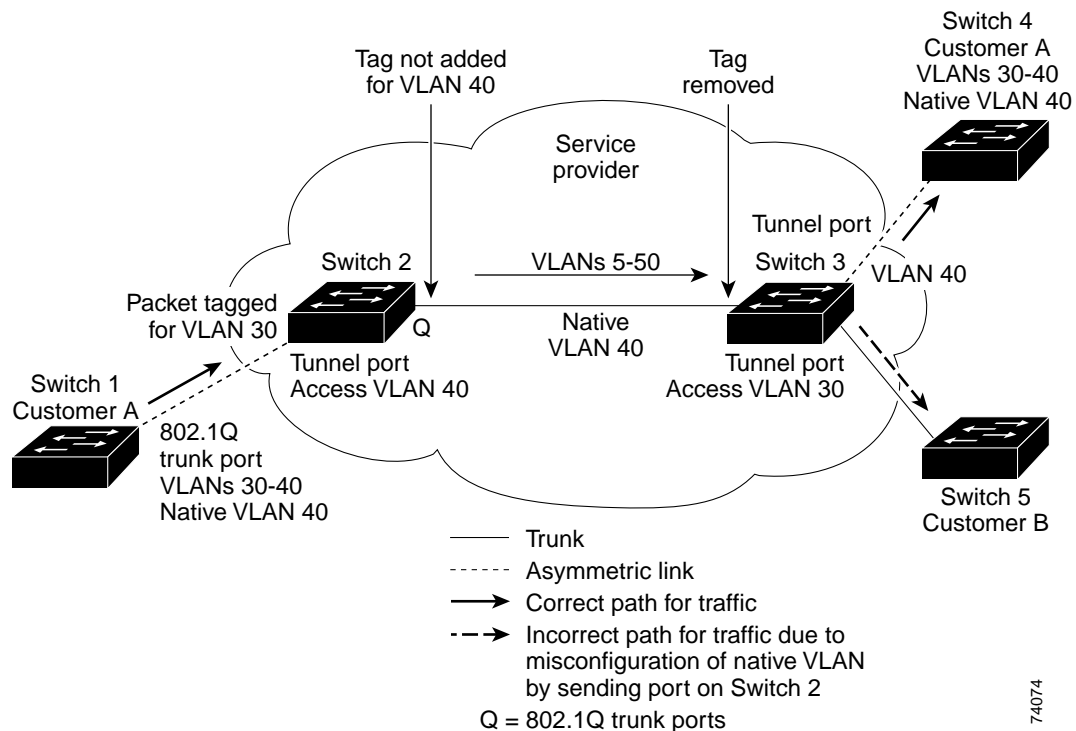 Tag not added
for VLAN 40
Tag
removed
Switch 4
Customer A
VLANs 30-40
Native VLAN 40
Service
provider
Tunnel port
Switch 2
VLANs 5-50
Switch 3
VLAN 40
Packet tagged
for VLAN 30
Q
Native
VLAN 40
Tunnel port
Access VLAN 40
Tunnel port
Access VLAN 30
Switch 1
Customer A
802.1Q
trunk port
VLANs 30-40
Native VLAN 40
Switch 5
Customer B
Trunk
Asymmetric link
Correct path for traffic
Incorrect path for traffic due to
misconfiguration of native VLAN
by sending port on Switch 2
Q = 802.1Q trunk ports
74074